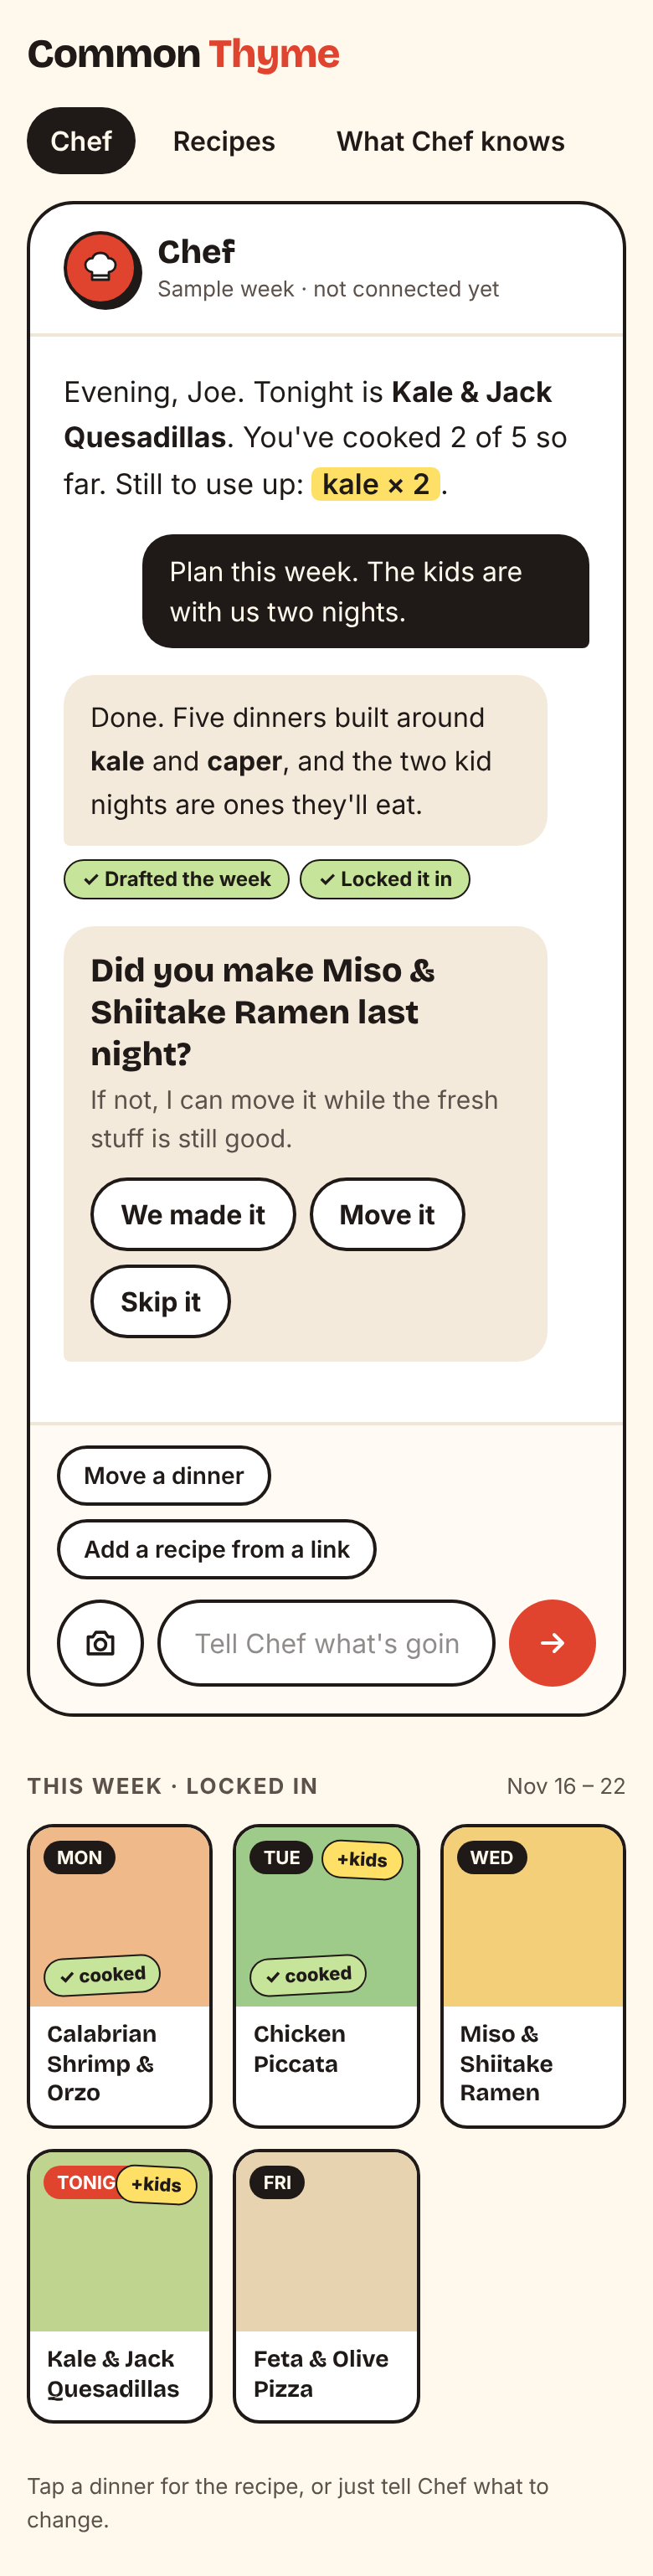 Common Thyme
Chef
Recipes
What Chef knows
Chef
Sample week · not connected yet
Evening, Joe. Tonight is Kale & Jack
Quesadillas. You've cooked 2 of 5 so
far. Still to use up: kale × 2.
Plan this week. The kids are
with us two nights.
Done. Five dinners built around
kale and caper, and the two kid
nights are ones they'll eat.
✓ Drafted the week
✓ Locked it in
Did you make Miso &
Shiitake Ramen last
night?
If not, I can move it while the fresh
stuff is still good.
We made it
Move it
Skip it
Move a dinner
Add a recipe from a link
Tell Chef what's goin
THIS WEEK · LOCKED IN
Nov 16 – 22
MON
✓ cooked
Calabrian
Shrimp &
Orzo
TUE
+kids
✓ cooked
Chicken
Piccata
WED
Miso &
Shiitake
Ramen
TONIG
+kids
Kale & Jack
Quesadillas
FRI
Feta & Olive
Pizza
Tap a dinner for the recipe, or just tell Chef what to
change.